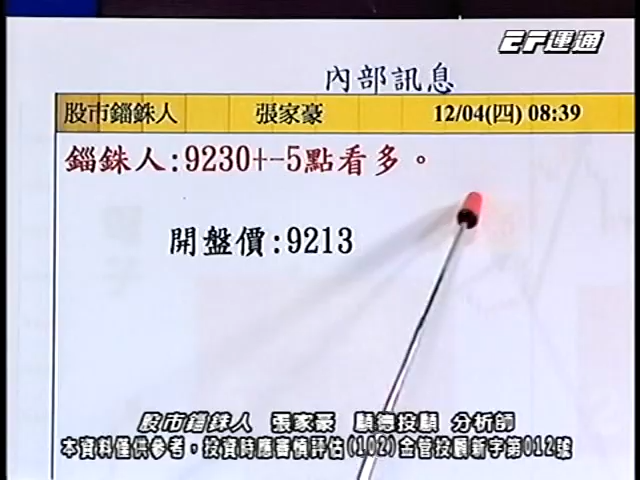 EF運通
內部訊息
股市錙銖人 張家豪 12/04(四) 08:39
錙銖人:9230+-5點看多。
開盤價:9213
股市錙銖人 張家豪 顧德投顧 分析師
本資料僅供參考，投資時應審慎評估(102)金管投顧新字第012號